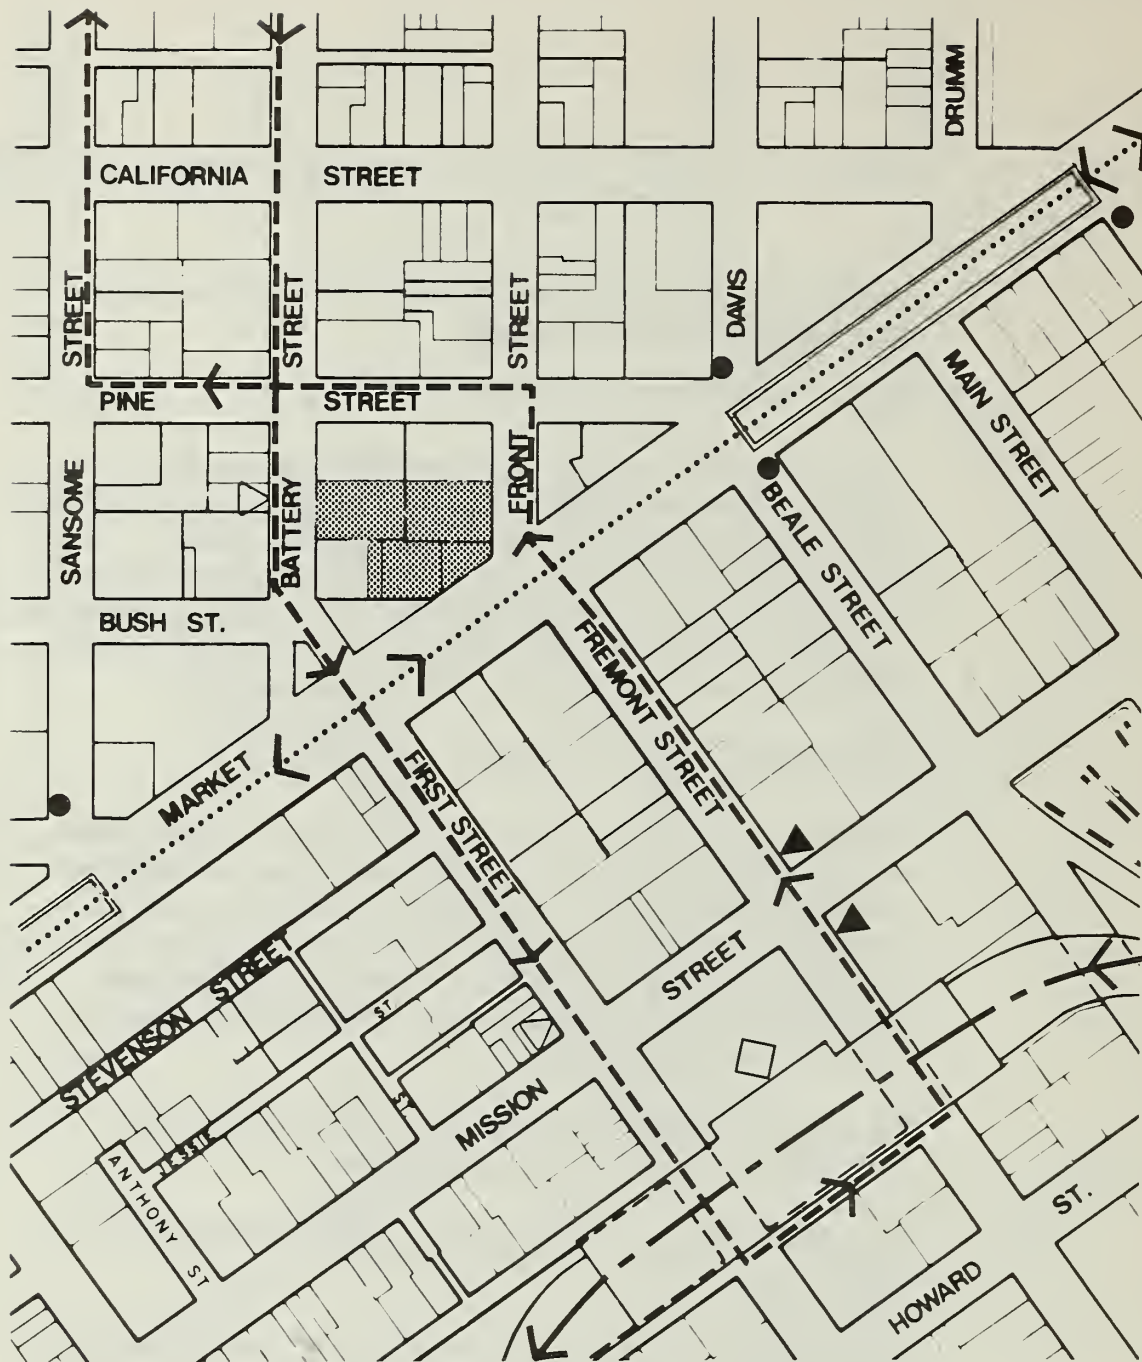 DRUMM
CALIFORNIA STREET
STREET
STREET
STREET
DAVIS
MAIN STREET
PINE STREET
SANSOME
BATTERY
FRONT
BEALE STREET
BUSH ST.
FREMONT STREET
MARKET STREET
FIRST STREET
STEVENSON STREET
ST.
ST.
MISSION
JESSIE
ANTHONY ST
ST.
HOWARD